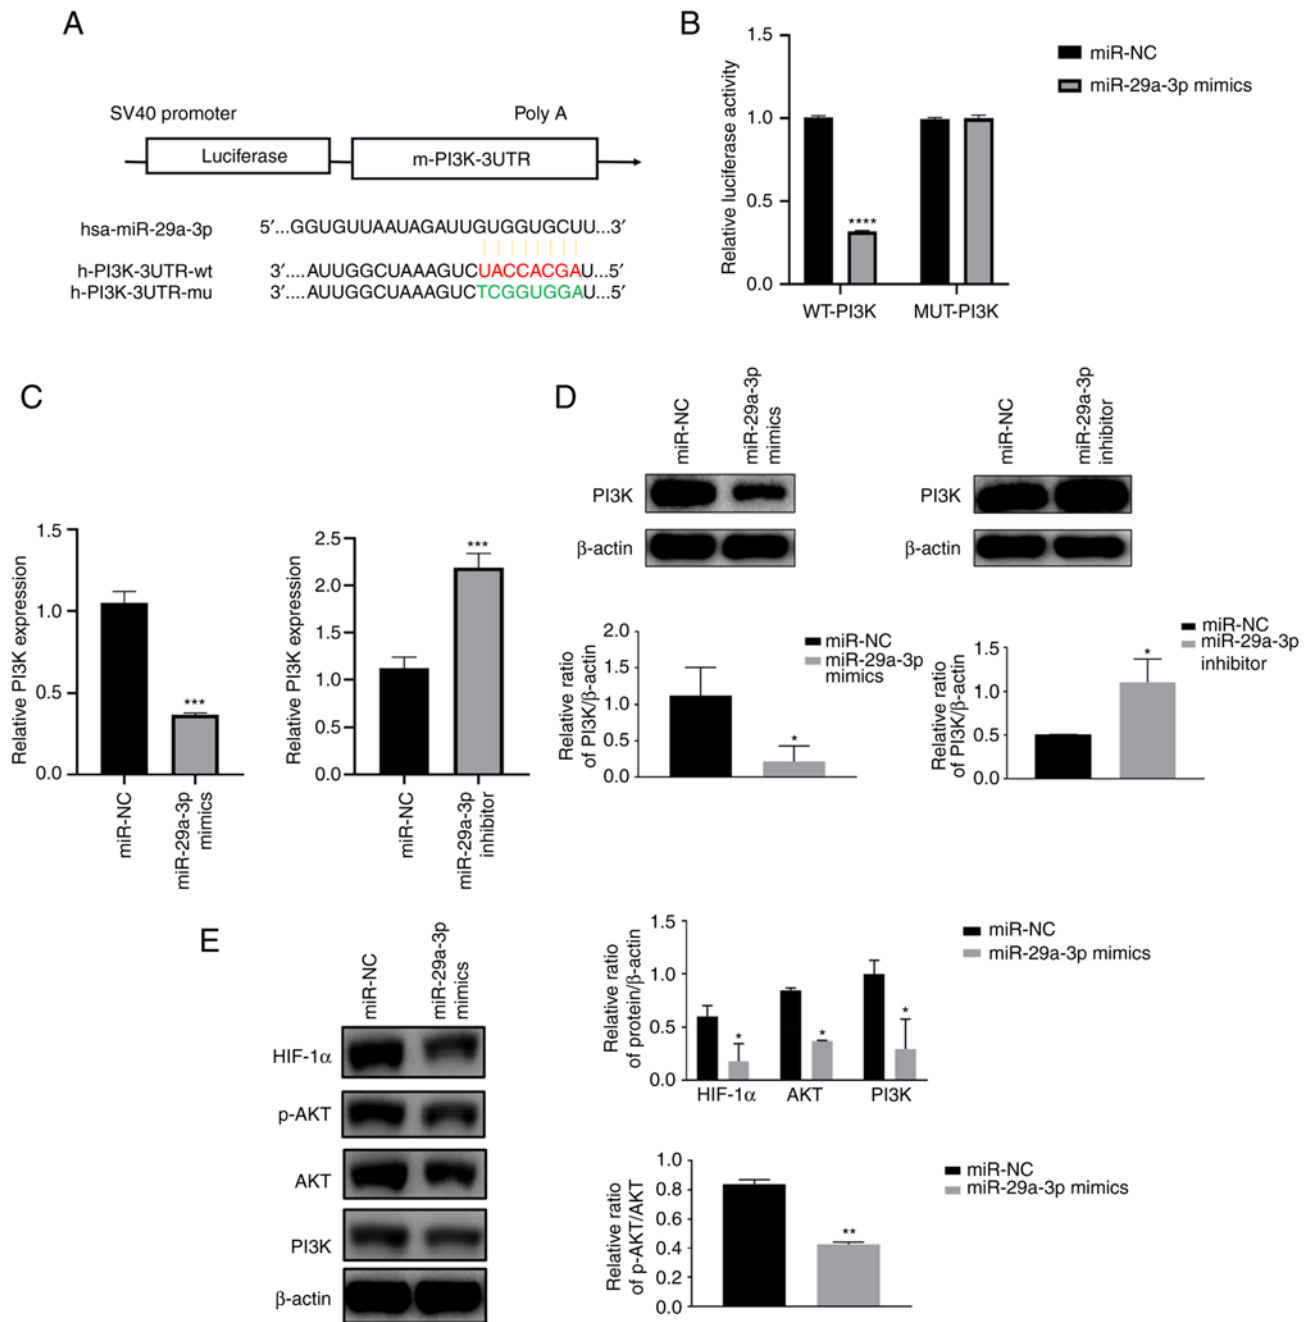 A
SV40 promoter
Poly A
Luciferase
m-PI3K-3UTR
hsa-miR-29a-3p
5′...GGUGUUAAUAGAUUGUGGUGCUU...3′
h-PI3K-3UTR-wt
3′....AUUGGCUAAAGUCUACCACGAU...5′
h-PI3K-3UTR-mu
3′....AUUGGCUAAAGUCTCGGUGGAU...5′
B
Relative luciferase activity
1.5
1.0
0.5
0
****
WT-PI3K
MUT-PI3K
miR-NC
miR-29a-3p mimics
C
Relative PI3K expression
1.5
1.0
0.5
0.0
***
miR-NC
miR-29a-3p
mimics
Relative PI3K expression
2.5
2.0
1.5
1.0
0.5
0.0
***
miR-NC
miR-29a-3p
inhibitor
D
miR-NC
miR-29a-3p
mimics
PI3K
β-actin
Relative ratio
of PI3K/β-actin
2.0
1.5
1.0
0.5
0.0
*
miR-NC
miR-29a-3p
mimics
miR-NC
miR-29a-3p
inhibitor
PI3K
β-actin
Relative ratio
of PI3K/β-actin
1.5
1.0
0.5
0.0
*
miR-NC
miR-29a-3p
inhibitor
E
miR-NC
miR-29a-3p
mimics
HIF-1α
p-AKT
AKT
PI3K
β-actin
Relative ratio
of protein/β-actin
1.5
1.0
0.5
0.0
*
*
*
HIF-1α
AKT
PI3K
miR-NC
miR-29a-3p mimics
Relative ratio
of p-AKT/AKT
1.0
0.8
0.6
0.4
0.2
0.0
**
miR-NC
miR-29a-3p mimics